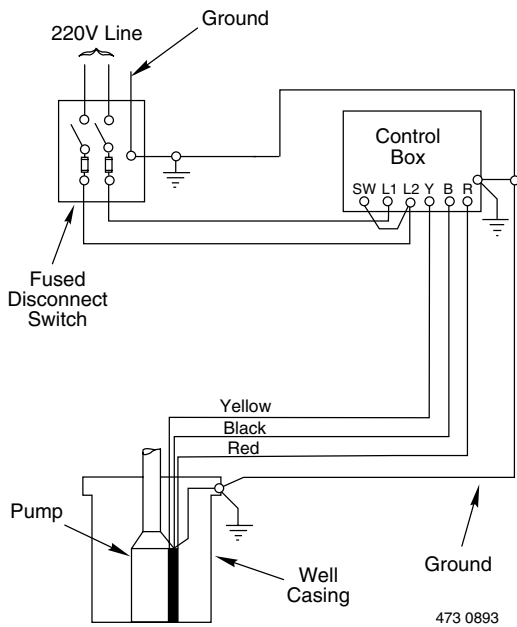 Ground
220V Line
Control
Box
SW L1 L2 Y B R
Fused
Disconnect
Switch
Yellow
Black
Red
Pump
Well
Casing
Ground
473 0893